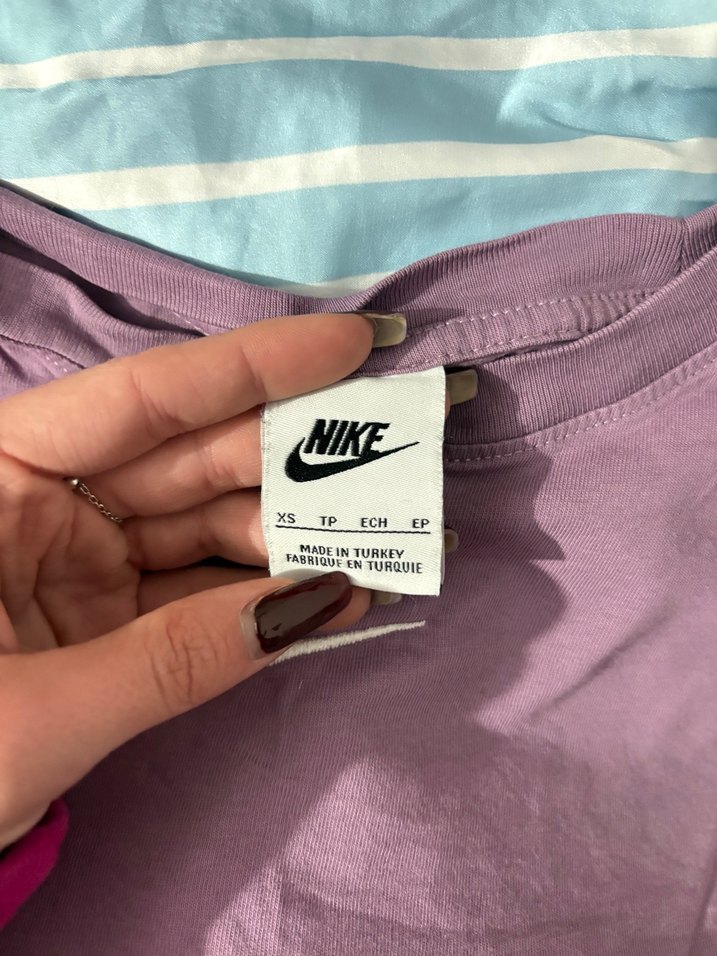 NIKE
XS TP ECH EP
MADE IN TURKEY
FABRIQUE EN TURQUIE